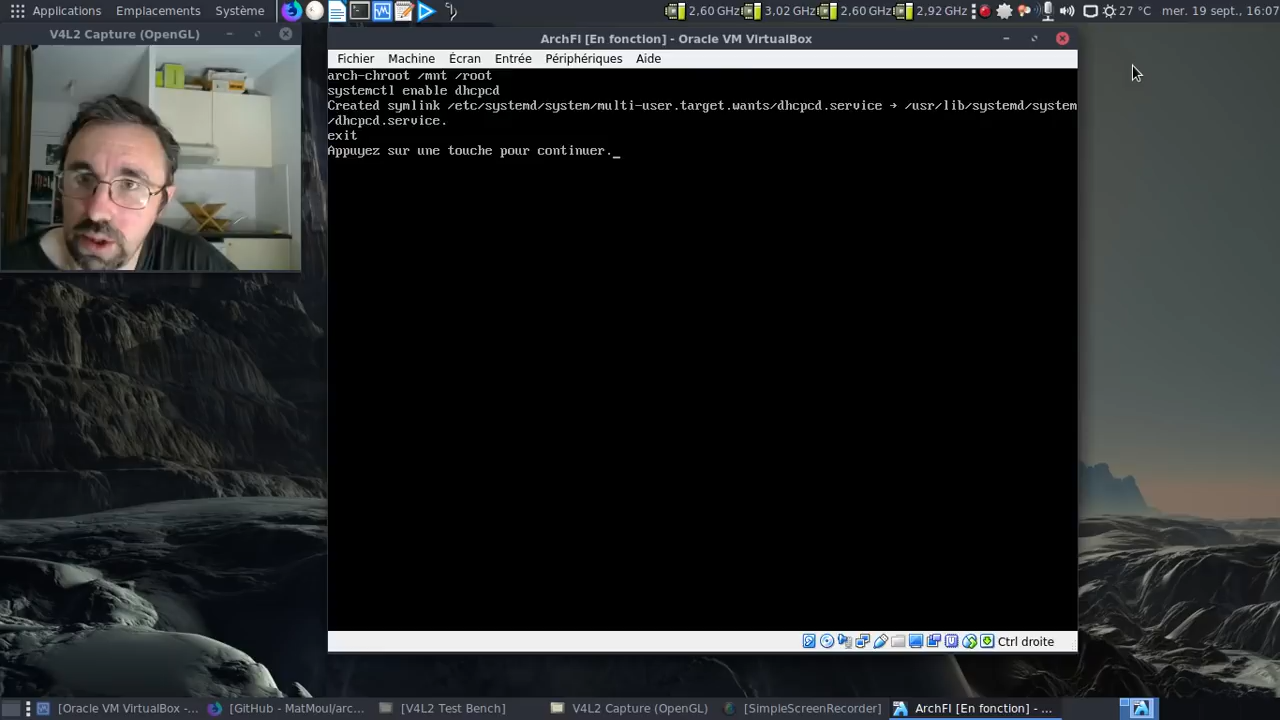 Applications Emplacements Système
2,60 GHz 3,02 GHz 2,60 GHz 2,92 GHz 27 °C mer. 19 sept., 16:07
V4L2 Capture (OpenGL)
ArchFI [En fonction] - Oracle VM VirtualBox
Fichier Machine Écran Entrée Périphériques Aide
arch-chroot /mnt /root
systemctl enable dhcpcd
Created symlink /etc/systemd/system/multi-user.target.wants/dhcpcd.service → /usr/lib/systemd/system
/dhcpcd.service.
exit
Appuyez sur une touche pour continuer._
Ctrl droite
[Oracle VM VirtualBox -... [GitHub - MatMoul/arc... [V4L2 Test Bench] V4L2 Capture (OpenGL) [SimpleScreenRecorder] ArchFI [En fonction] - ...